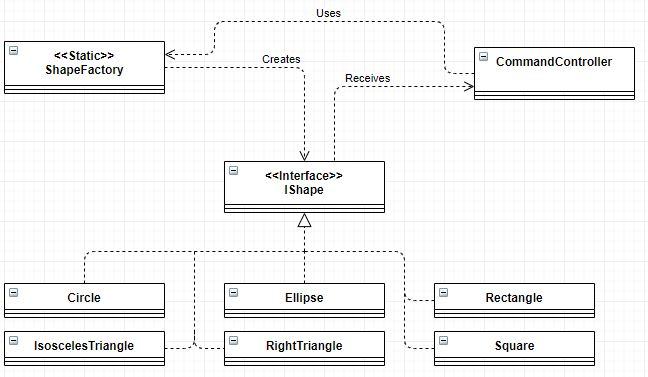 Uses
<<Static>>
ShapeFactory
CommandController
Creates
Receives
<<Interface>>
IShape
Circle
Ellipse
Rectangle
IsoscelesTriangle
RightTriangle
Square